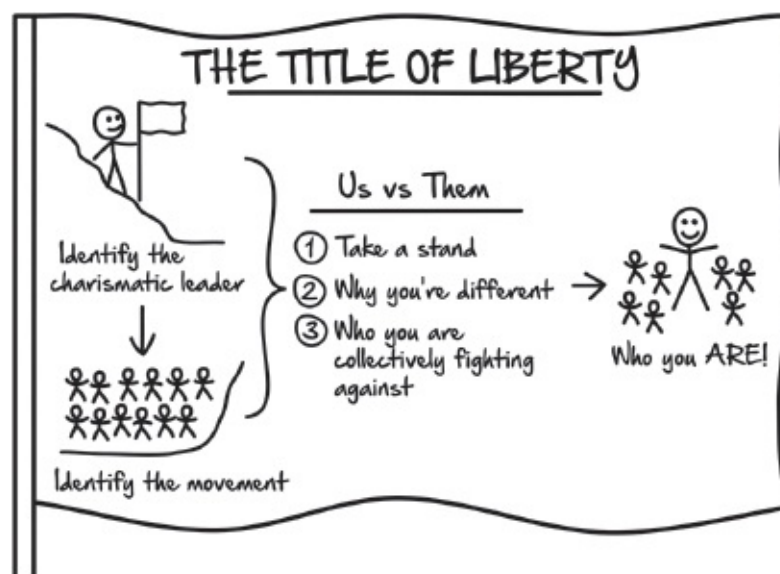 THE TITLE OF LIBERTY
Identify the
charismatic leader
Identify the movement
Us vs Them
① Take a stand
② Why you're different
③ Who you are
collectively fighting
against
Who you ARE!